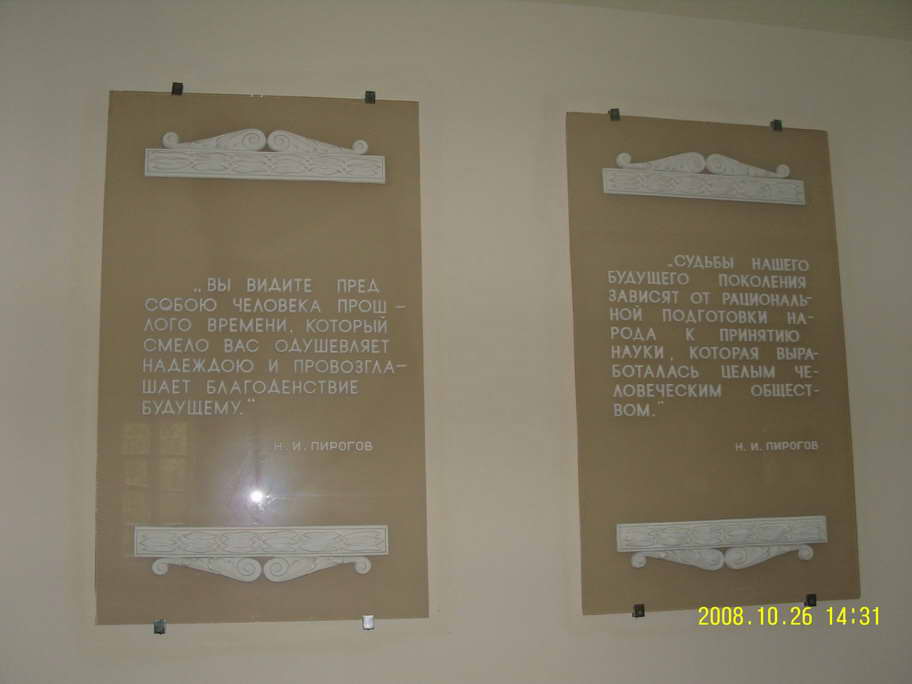 „ВЫ ВИДИТЕ ПРЕД
СОБОЮ ЧЕЛОВЕКА ПРОШ–
ЛОГО ВРЕМЕНИ, КОТОРЫЙ
СМЕЛО ВАС ОДУШЕВЛЯЕТ
НАДЕЖДОЮ И ПРОВОЗГЛА–
ШАЕТ БЛАГОДЕНСТВИЕ
БУДУЩЕМУ.“
Н. И. ПИРОГОВ
„СУДЬБЫ НАШЕГО
БУДУЩЕГО ПОКОЛЕНИЯ
ЗАВИСЯТ ОТ РАЦИОНАЛЬ-
НОЙ ПОДГОТОВКИ НА-
РОДА К ПРИНЯТИЮ
НАУКИ, КОТОРАЯ ВЫРА-
БОТАЛАСЬ ЦЕЛЫМ ЧЕ-
ЛОВЕЧЕСКИМ ОБЩЕСТ-
ВОМ.“
Н. И. ПИРОГОВ
2008.10.26 14:31